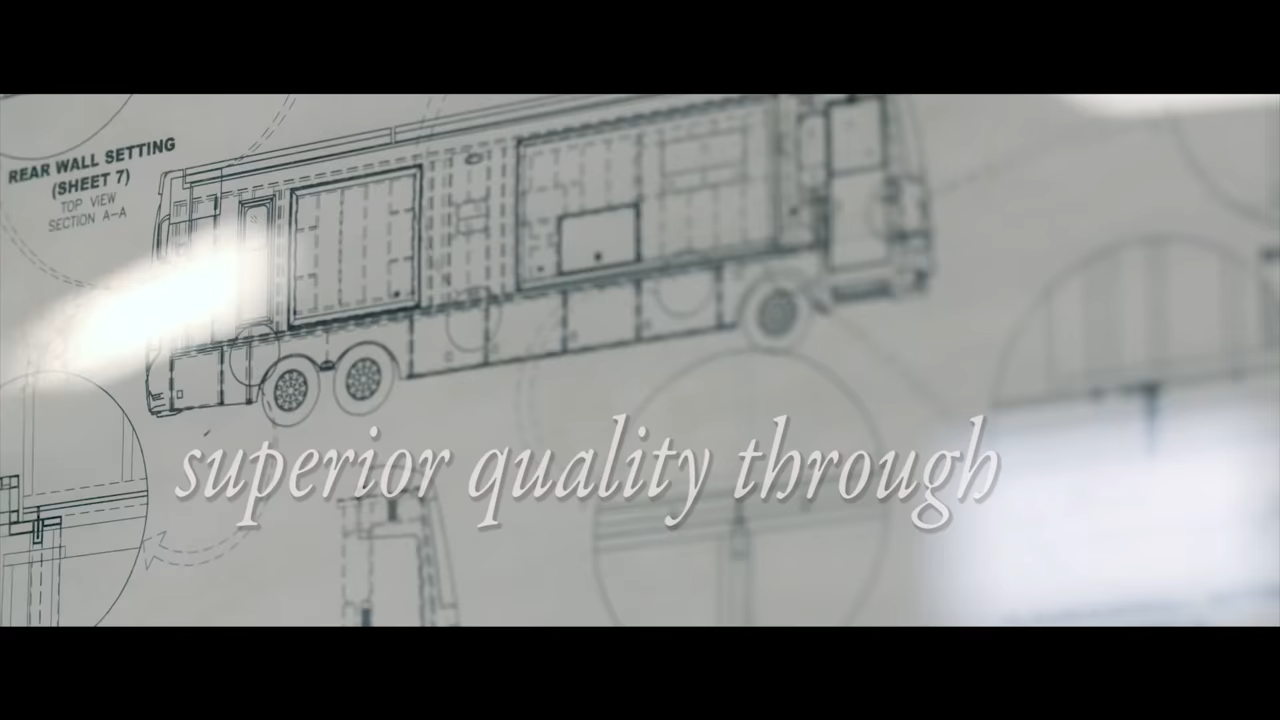 REAR WALL SETTING
(SHEET 7)
TOP VIEW
SECTION A-A
superior quality through